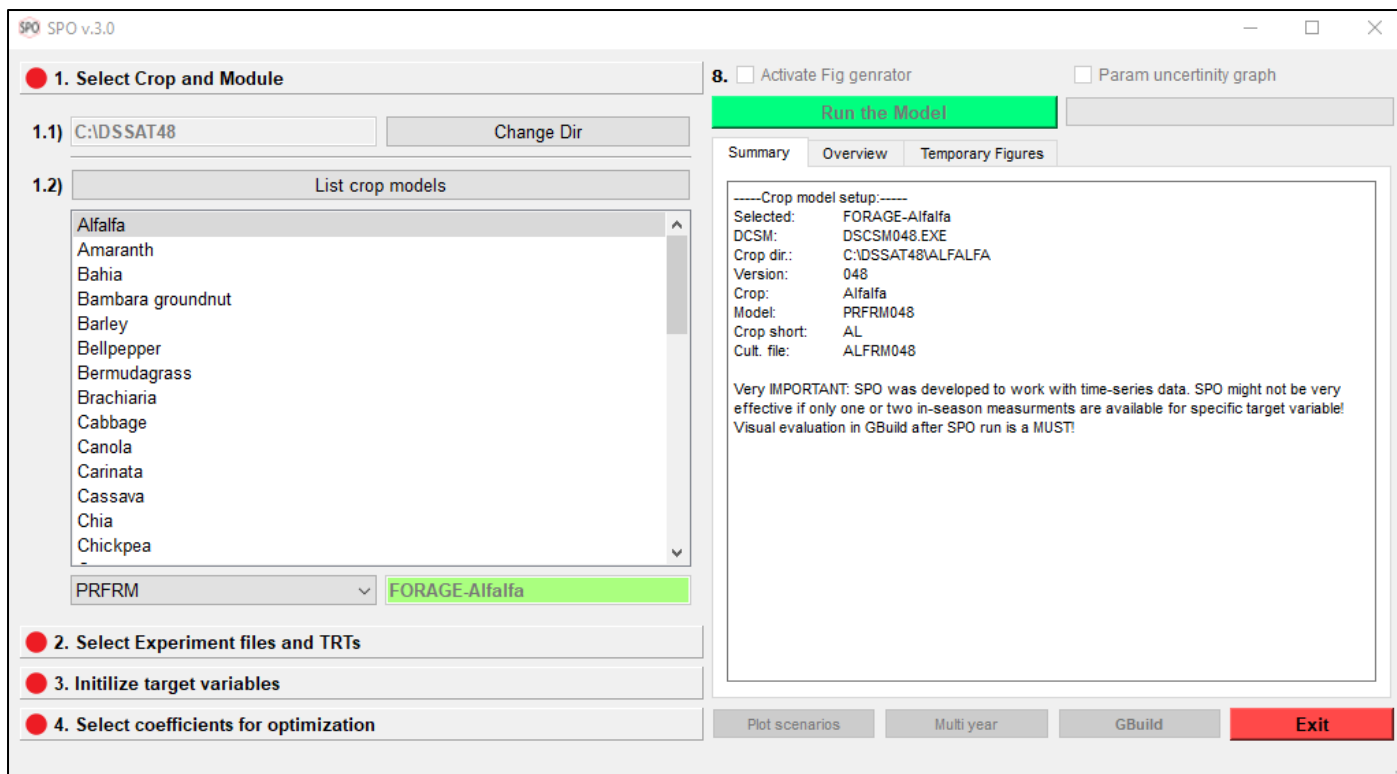 SPO SPO v.3.0
1. Select Crop and Module
1.1) C:\DSSAT48 Change Dir
1.2) List crop models
Alfalfa
Amaranth
Bahia
Bambara groundnut
Barley
Bellpepper
Bermudagrass
Brachiaria
Cabbage
Canola
Carinata
Cassava
Chia
Chickpea
PRFRM FORAGE-Alfalfa
2. Select Experiment files and TRTs
3. Initilize target variables
4. Select coefficients for optimization
8. Activate Fig genrator Param uncertinity graph
Run the Model
Summary Overview Temporary Figures
-----Crop model setup:-----
Selected: FORAGE-Alfalfa
DCSM: DSCSM048.EXE
Crop dir.: C:\DSSAT48\ALFALFA
Version: 048
Crop: Alfalfa
Model: PRFRM048
Crop short: AL
Cult. file: ALFRM048
Very IMPORTANT: SPO was developed to work with time-series data. SPO might not be very
effective if only one or two in-season measurments are available for specific target variable!
Visual evaluation in GBuild after SPO run is a MUST!
Plot scenarios Multi year GBuild Exit